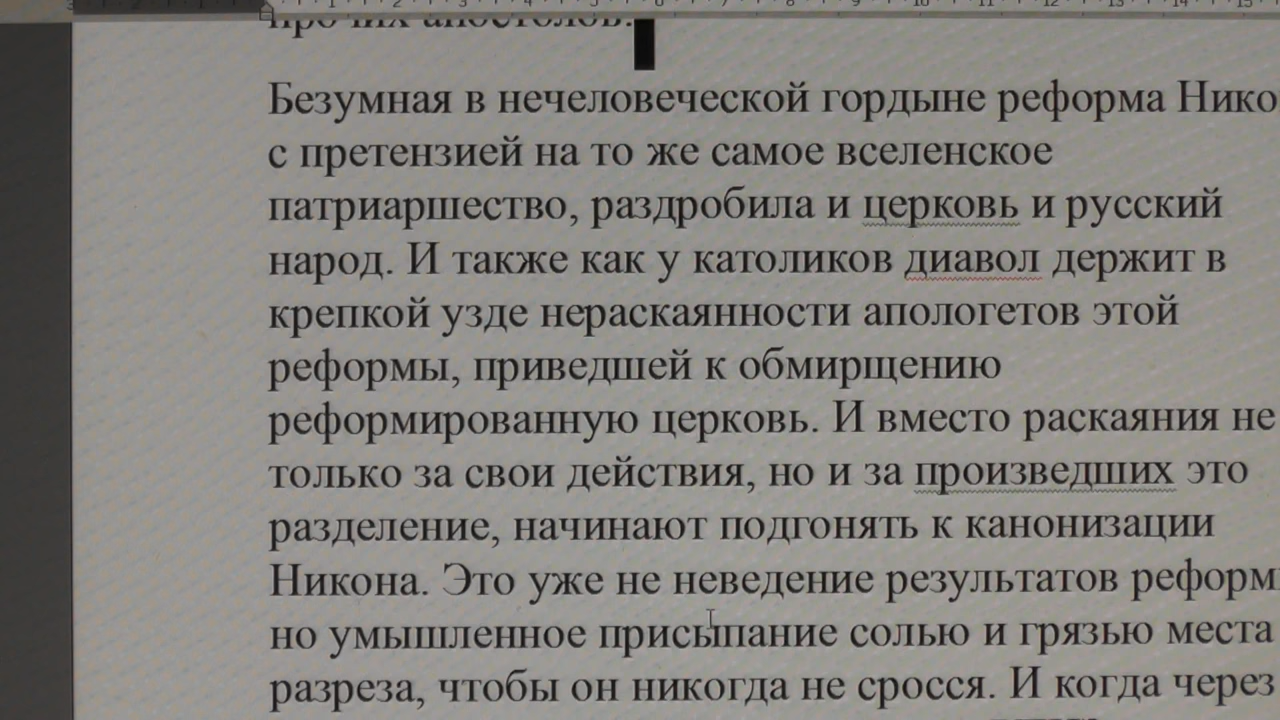 прочих апостолов.
Безумная в нечеловеческой гордыне реформа Нико
с претензией на то же самое вселенское
патриаршество, раздробила и церковь и русский
народ. И также как у католиков диавол держит в
крепкой узде нераскаянности апологетов этой
реформы, приведшей к обмирщению
реформированную церковь. И вместо раскаяния не
только за свои действия, но и за произведших это
разделение, начинают подгонять к канонизации
Никона. Это уже не неведение результатов реформ
но умышленное присыпание солью и грязью места
разреза, чтобы он никогда не сросся. И когда через